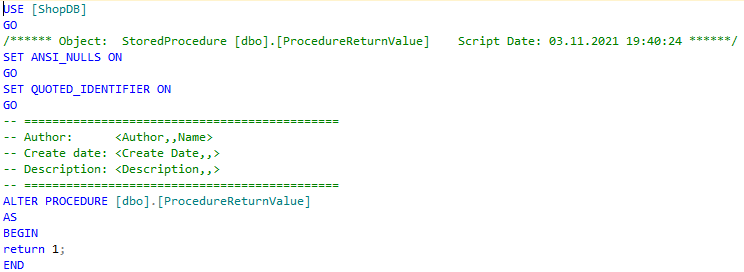 USE [ShopDB]
GO
/****** Object:  StoredProcedure [dbo].[ProcedureReturnValue]    Script Date: 03.11.2021 19:40:24 ******/
SET ANSI_NULLS ON
GO
SET QUOTED_IDENTIFIER ON
GO
-- =============================================
-- Author:      <Author,,Name>
-- Create date: <Create Date,,>
-- Description: <Description,,>
-- =============================================
ALTER PROCEDURE [dbo].[ProcedureReturnValue]
AS
BEGIN
return 1;
END